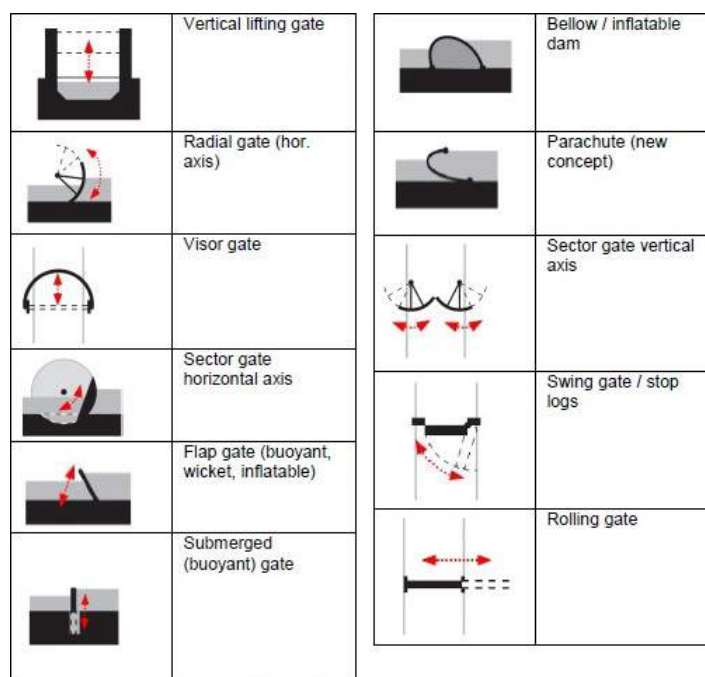 Vertical lifting gate
Radial gate (hor.
axis)
Visor gate
Sector gate
horizontal axis
Flap gate (buoyant,
wicket, inflatable)
Submerged
(buoyant) gate
Bellow / inflatable
dam
Parachute (new
concept)
Sector gate vertical
axis
Swing gate / stop
logs
Rolling gate